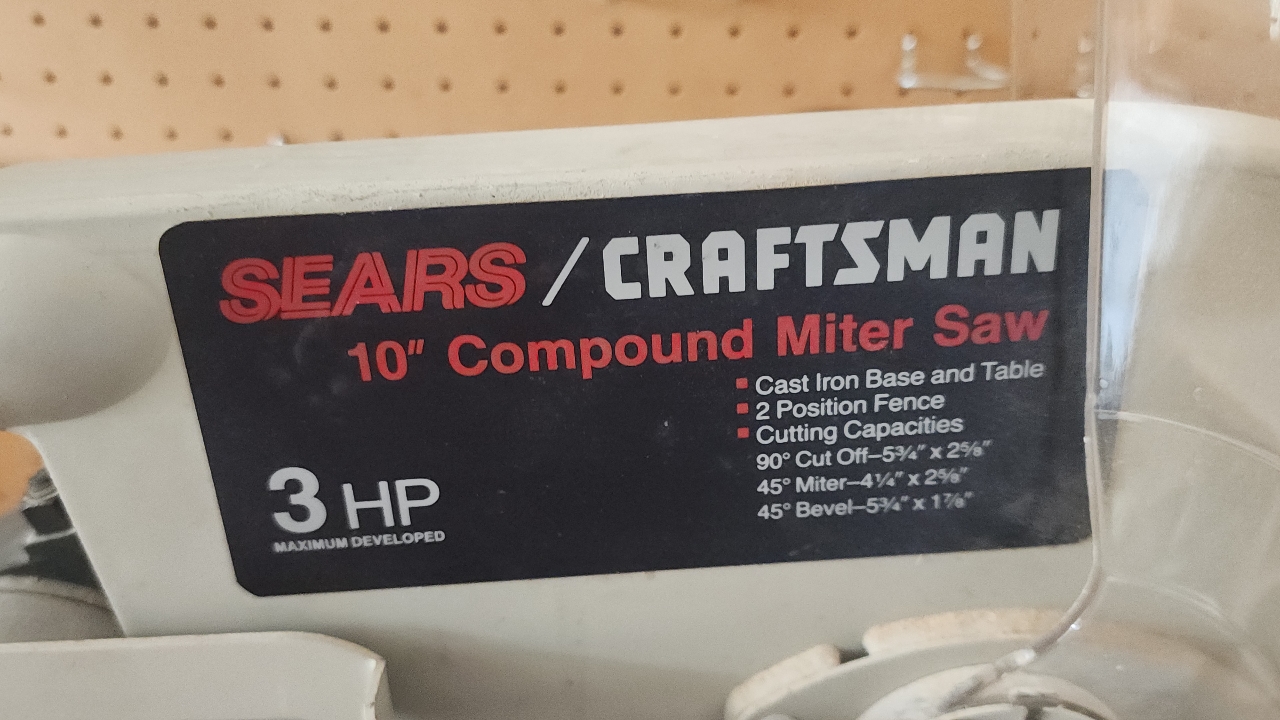 SEARS / CRAFTSMAN
10" Compound Miter Saw
Cast Iron Base and Table
2 Position Fence
Cutting Capacities
90° Cut Off–5¾" x 2⅝"
45° Miter–4¼" x 2⅝"
45° Bevel–5¾" x 1⅞"
3 HP
MAXIMUM DEVELOPED